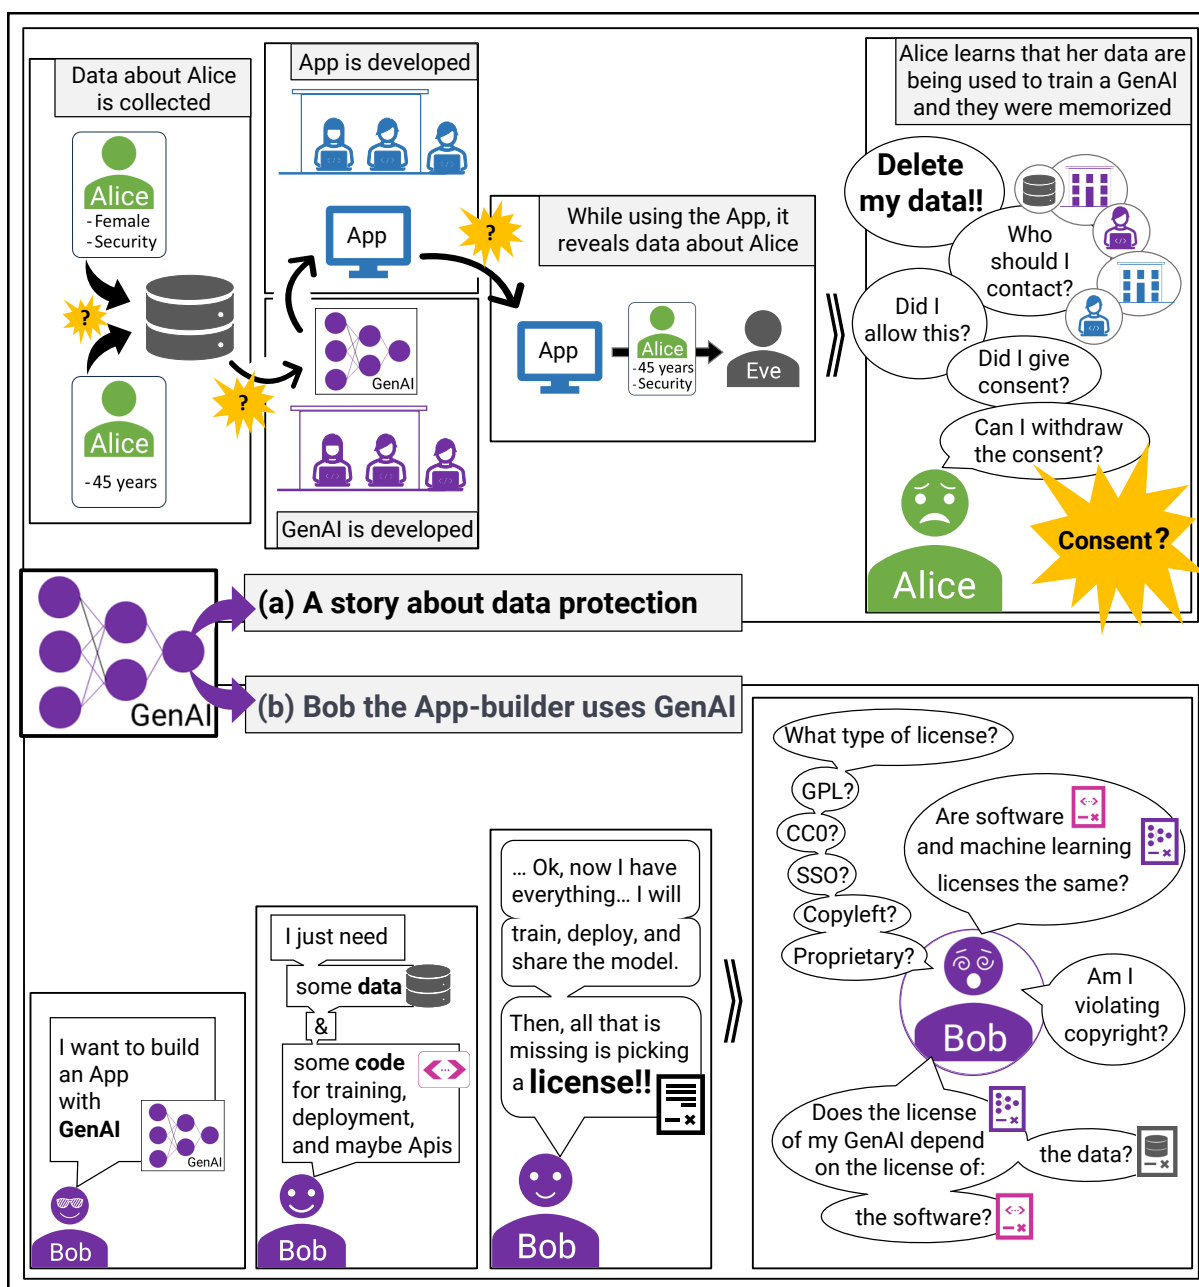 Data about Alice
is collected
Alice
- Female
- Security
?
Alice
- 45 years
?
App is developed
App
GenAI
GenAI is developed
?
While using the App, it
reveals data about Alice
App
Alice
- 45 years
- Security
Eve
Alice learns that her data are
being used to train a GenAI
and they were memorized
Delete
my data!!
Who
should I
contact?
Did I
allow this?
Did I give
consent?
Can I withdraw
the consent?
Consent?
Alice
GenAI
(a) A story about data protection
(b) Bob the App-builder uses GenAI
I want to build
an App
with
GenAI
GenAI
Bob
I just need
some data
&
some code
for training,
deployment,
and maybe Apis
Bob
... Ok, now I have
everything... I will
train, deploy, and
share the model.
Then, all that is
missing is picking
a license!!
Bob
What type of license?
GPL?
CC0?
SSO?
Copyleft?
Proprietary?
Are software
and machine learning
licenses the same?
Bob
Am I
violating
copyright?
Does the license
of my GenAI depend
on the license of:
the data?
the software?